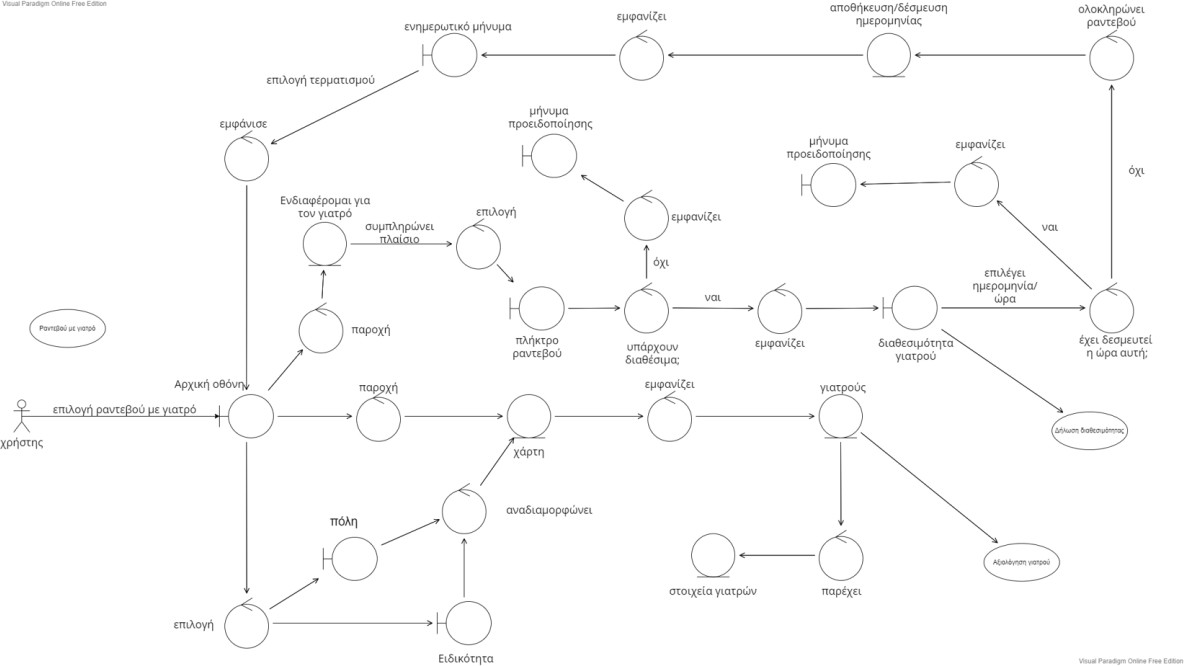 Visual Paradigm Online Free Edition
ολοκληρώνει
ραντεβού
αποθήκευση/δέσμευση
ημερομηνίας
εμφανίζει
ενημερωτικό μήνυμα
επιλογή τερματισμού
εμφάνισε
μήνυμα
προειδοποίησης
μήνυμα
προειδοποίησης
εμφανίζει
όχι
Ενδιαφέρομαι για
τον γιατρό
συμπληρώνει
πλαίσιο
επιλογή
εμφανίζει
ναι
όχι
ναι
επιλέγει
ημερομηνία/
ώρα
Ραντεβού με γιατρό
παροχή
πλήκτρο
ραντεβού
υπάρχουν
διαθέσιμα;
εμφανίζει
διαθεσιμότητα
γιατρού
έχει δεσμευτεί
η ώρα αυτή;
Αρχική οθόνη
παροχή
εμφανίζει
γιατρούς
επιλογή ραντεβού με γιατρό
χρήστης
χάρτη
Δήλωση διαθεσιμότητας
πόλη
αναδιαμορφώνει
Αξιολόγηση γιατρού
στοιχεία γιατρών
παρέχει
επιλογή
Ειδικότητα
Visual Paradigm Online Free Edition